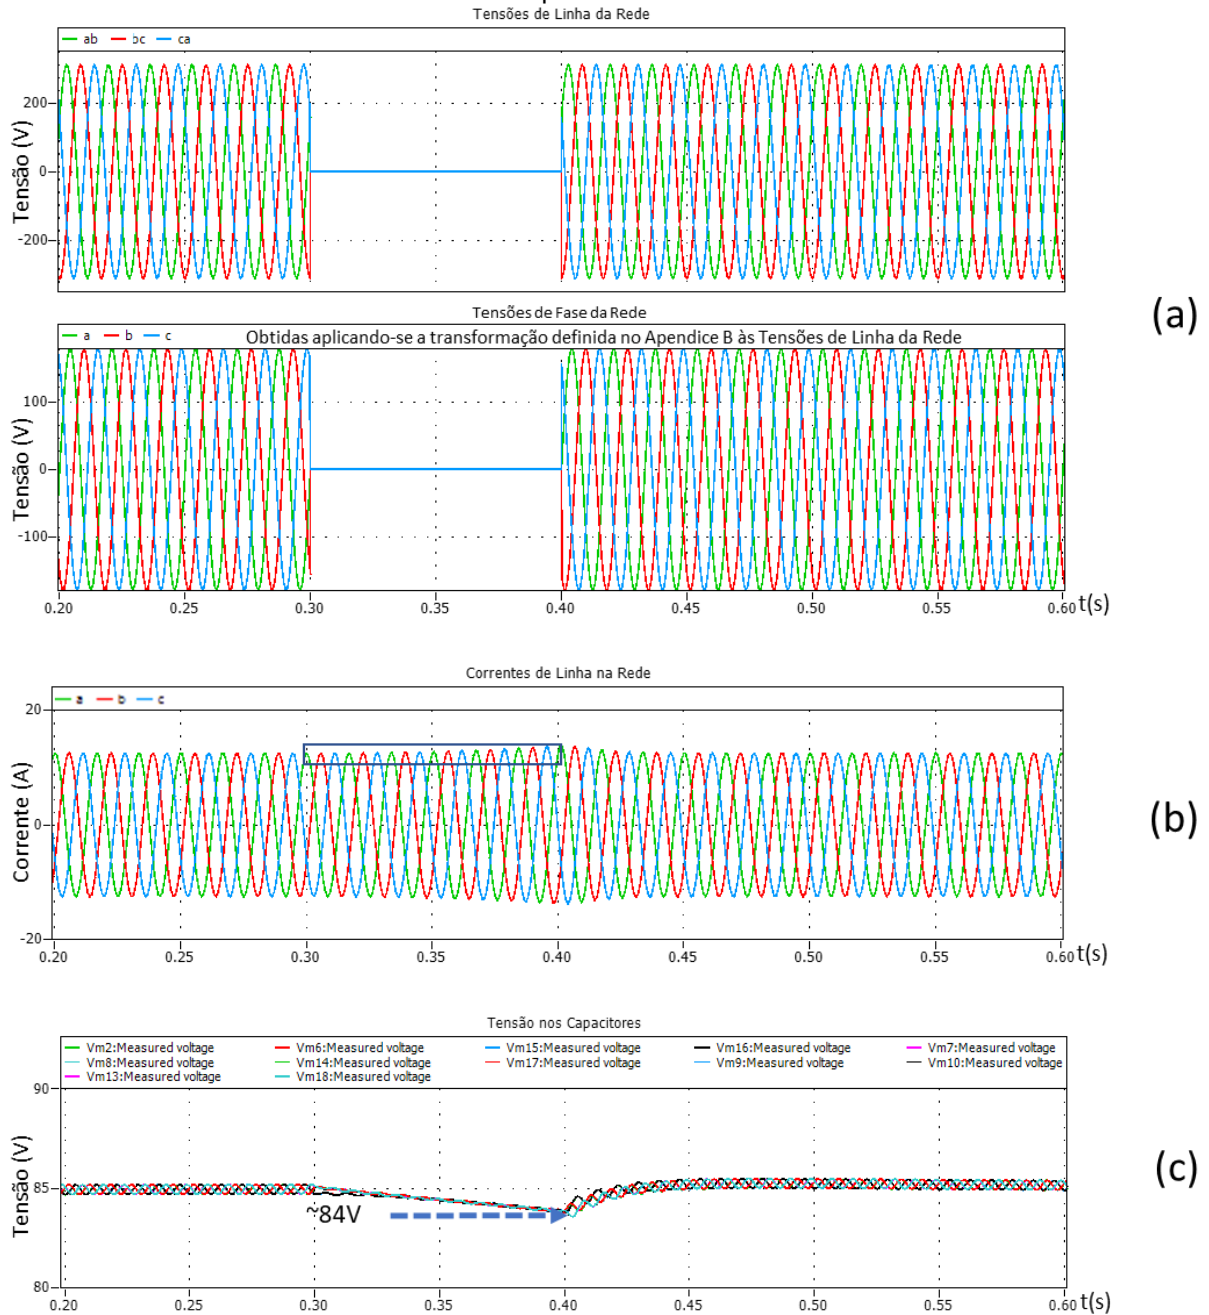 Tensões de Linha da Rede
ab bc ca
Tensão (V)
200
0
-200
Tensões de Fase da Rede
a b c
Obtidas aplicando-se a transformação definida no Apendice B às Tensões de Linha da Rede
Tensão (V)
100
0
-100
0.20 0.25 0.30 0.35 0.40 0.45 0.50 0.55 0.60 t(s)
(a)
Correntes de Linha na Rede
a b c
Corrente (A)
20
0
-20
0.20 0.25 0.30 0.35 0.40 0.45 0.50 0.55 0.60 t(s)
(b)
Tensão nos Capacitores
Vm2:Measured voltage Vm6:Measured voltage Vm15:Measured voltage Vm16:Measured voltage Vm7:Measured voltage
Vm8:Measured voltage Vm14:Measured voltage Vm17:Measured voltage Vm9:Measured voltage Vm10:Measured voltage
Vm13:Measured voltage Vm18:Measured voltage
Tensão (V)
90
85
80
~84V
0.20 0.25 0.30 0.35 0.40 0.45 0.50 0.55 0.60 t(s)
(c)